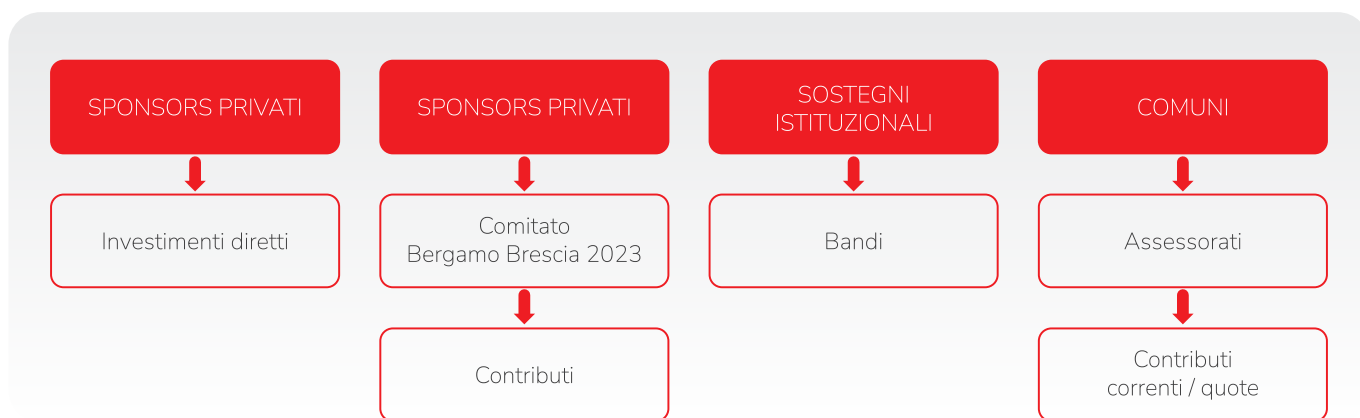 SPONSORS PRIVATI
SPONSORS PRIVATI
SOSTEGNI
ISTITUZIONALI
COMUNI
Investimenti diretti
Comitato
Bergamo Brescia 2023
Bandi
Assessorati
Contributi
Contributi
correnti / quote